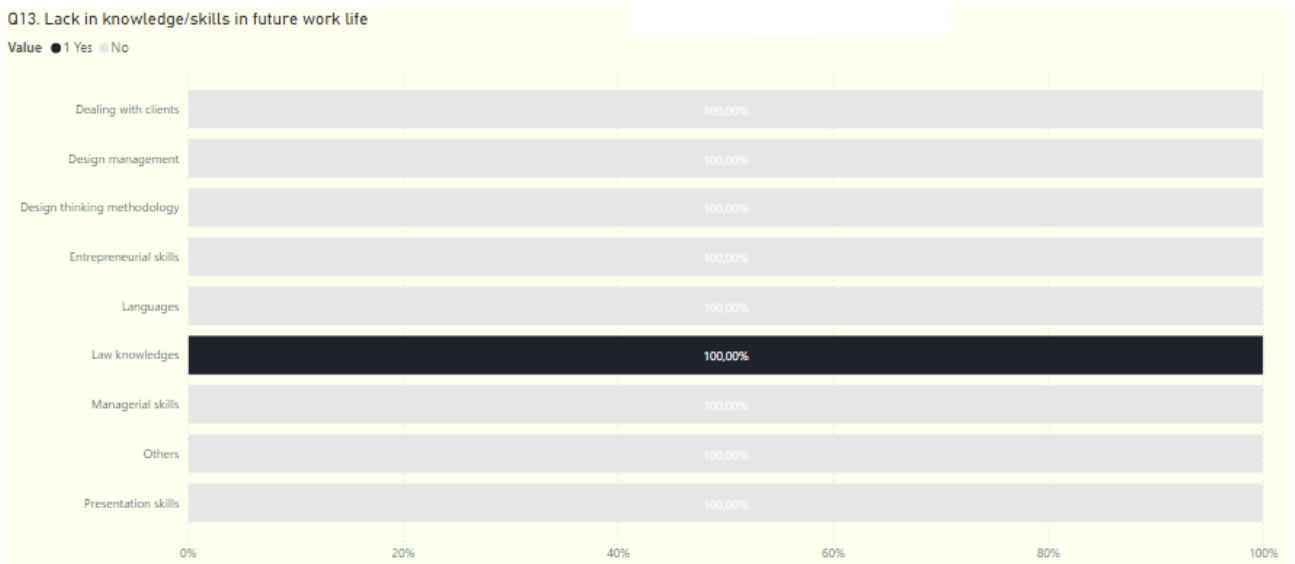 Q13. Lack in knowledge/skills in future work life
Value 1 Yes No
Dealing with clients 100,00%
Design management 100,00%
Design thinking methodology 100,00%
Entrepreneurial skills 100,00%
Languages 100,00%
Law knowledges 100,00%
Managerial skills 100,00%
Others 100,00%
Presentation skills 100,00%
0% 20% 40% 60% 80% 100%